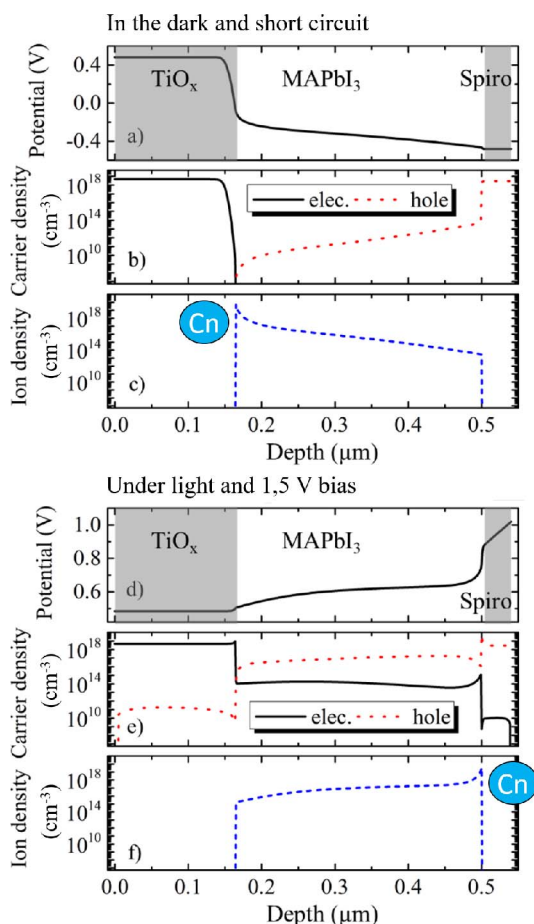 In the dark and short circuit
Potential (V)
0.4
0.0
-0.4
TiOx
MAPbI3
Spiro
a)
Carrier density
(cm-3)
10^18
10^14
10^10
elec.
hole
b)
Ion density
(cm-3)
10^18
10^14
10^10
Cn
c)
0.0 0.1 0.2 0.3 0.4 0.5
Depth (μm)
Under light and 1,5 V bias
Potential (V)
1.0
0.8
0.6
TiOx
MAPbI3
Spiro
d)
Carrier density
(cm-3)
10^18
10^14
10^10
elec.
hole
e)
Ion density
(cm-3)
10^18
10^14
10^10
Cn
f)
0.0 0.1 0.2 0.3 0.4 0.5
Depth (μm)